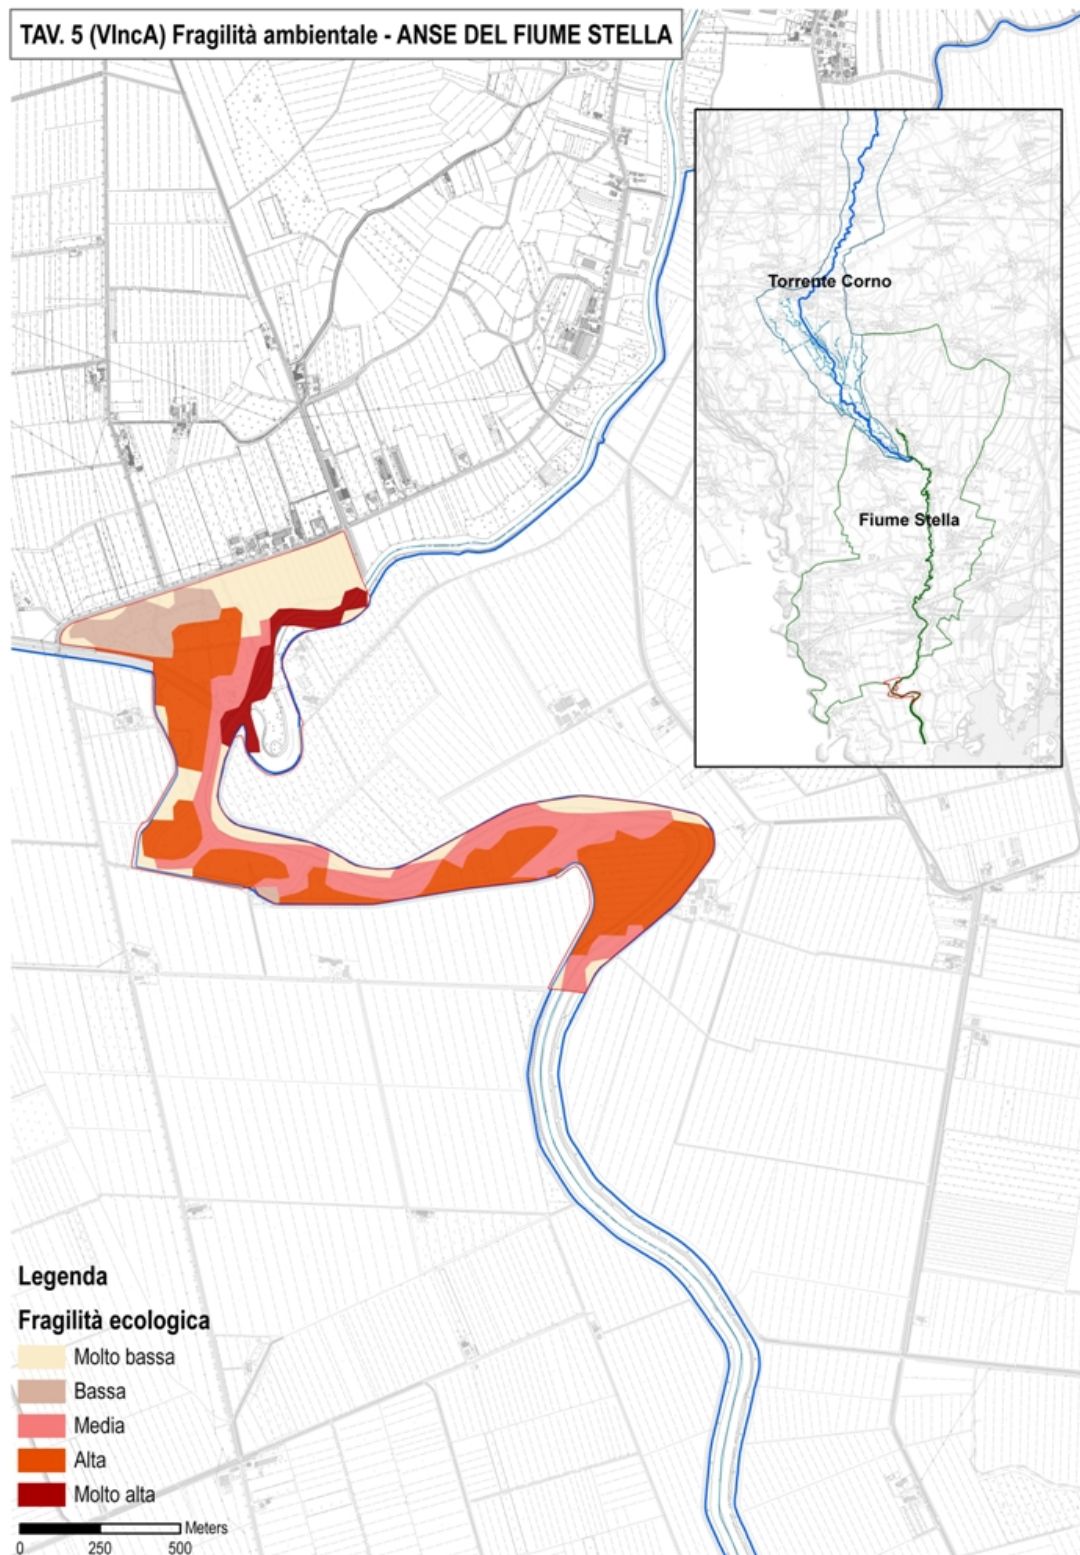 TAV. 5 (VIncA) Fragilità ambientale - ANSE DEL FIUME STELLA
Torrente Corno
Fiume Stella
Legenda
Fragilità ecologica
Molto bassa
Bassa
Media
Alta
Molto alta
Meters
0 250 500